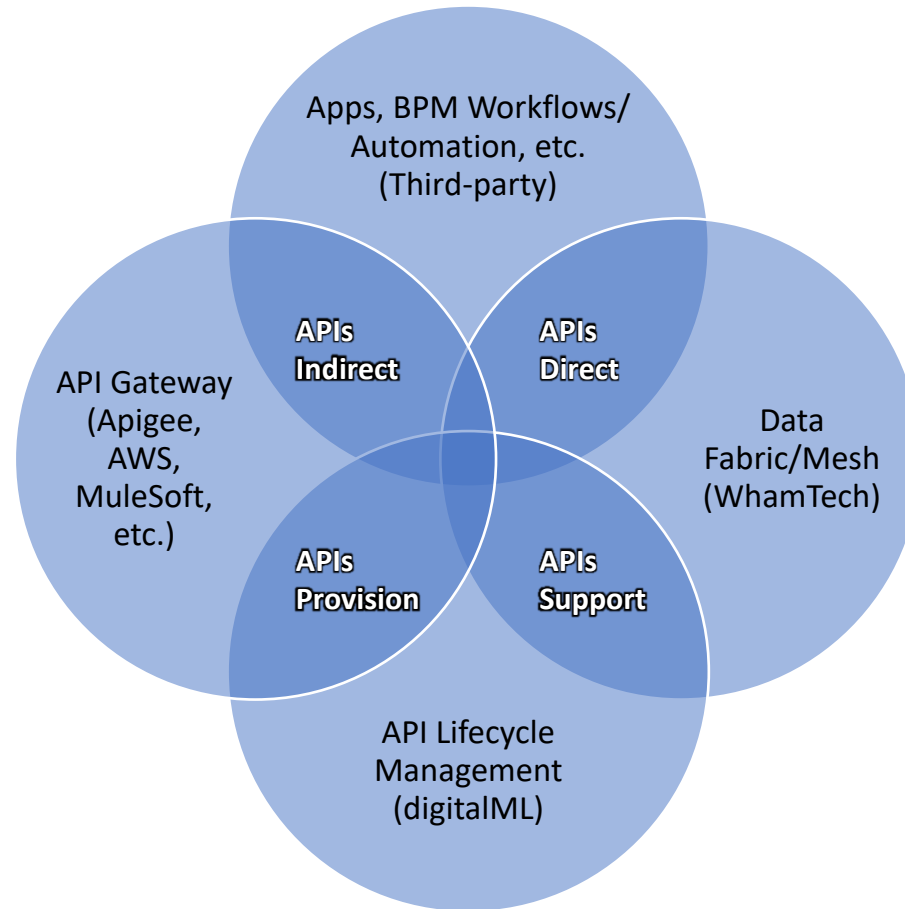 Apps, BPM Workflows/
Automation, etc.
(Third-party)
APIs
Indirect
APIs
Direct
API Gateway
(Apigee,
AWS,
MuleSoft,
etc.)
Data
Fabric/Mesh
(WhamTech)
APIs
Provision
APIs
Support
API Lifecycle
Management
(digitalML)